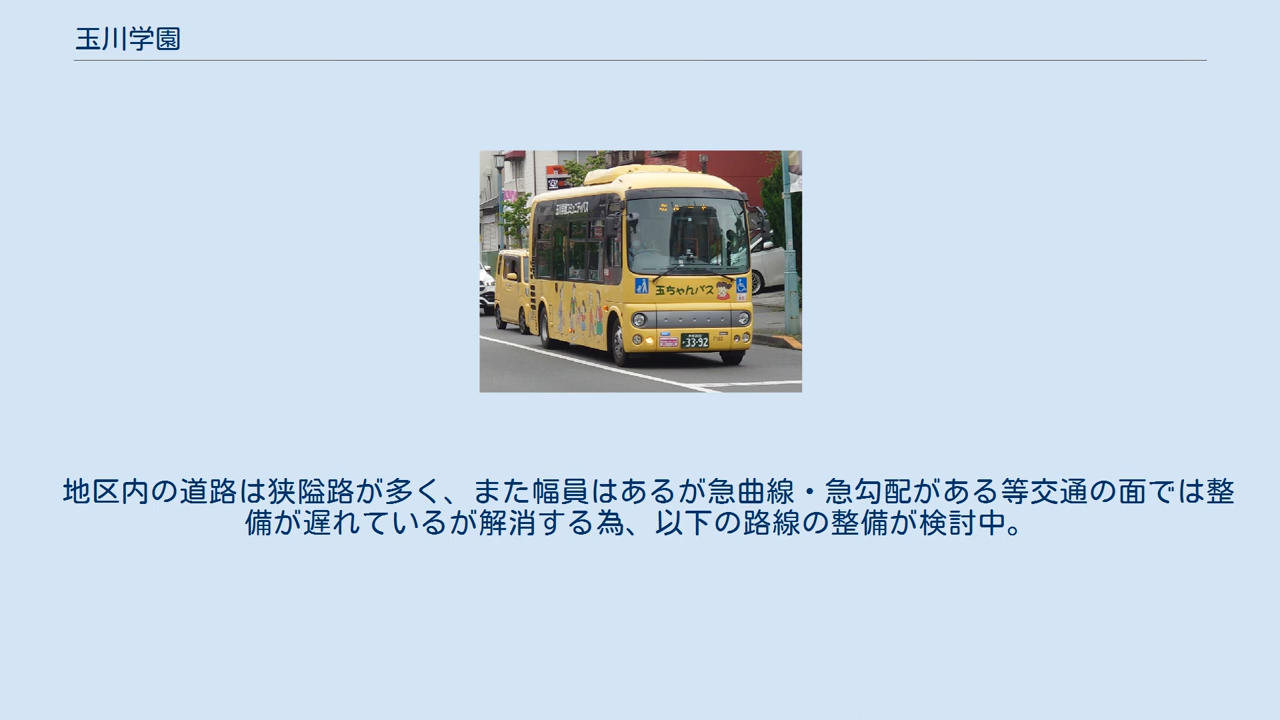 玉川学園
玉ちゃんバス
33-92
地区内の道路は狭隘路が多く、また幅員はあるが急曲線・急勾配がある等交通の面では整
備が遅れているが解消する為、以下の路線の整備が検討中。